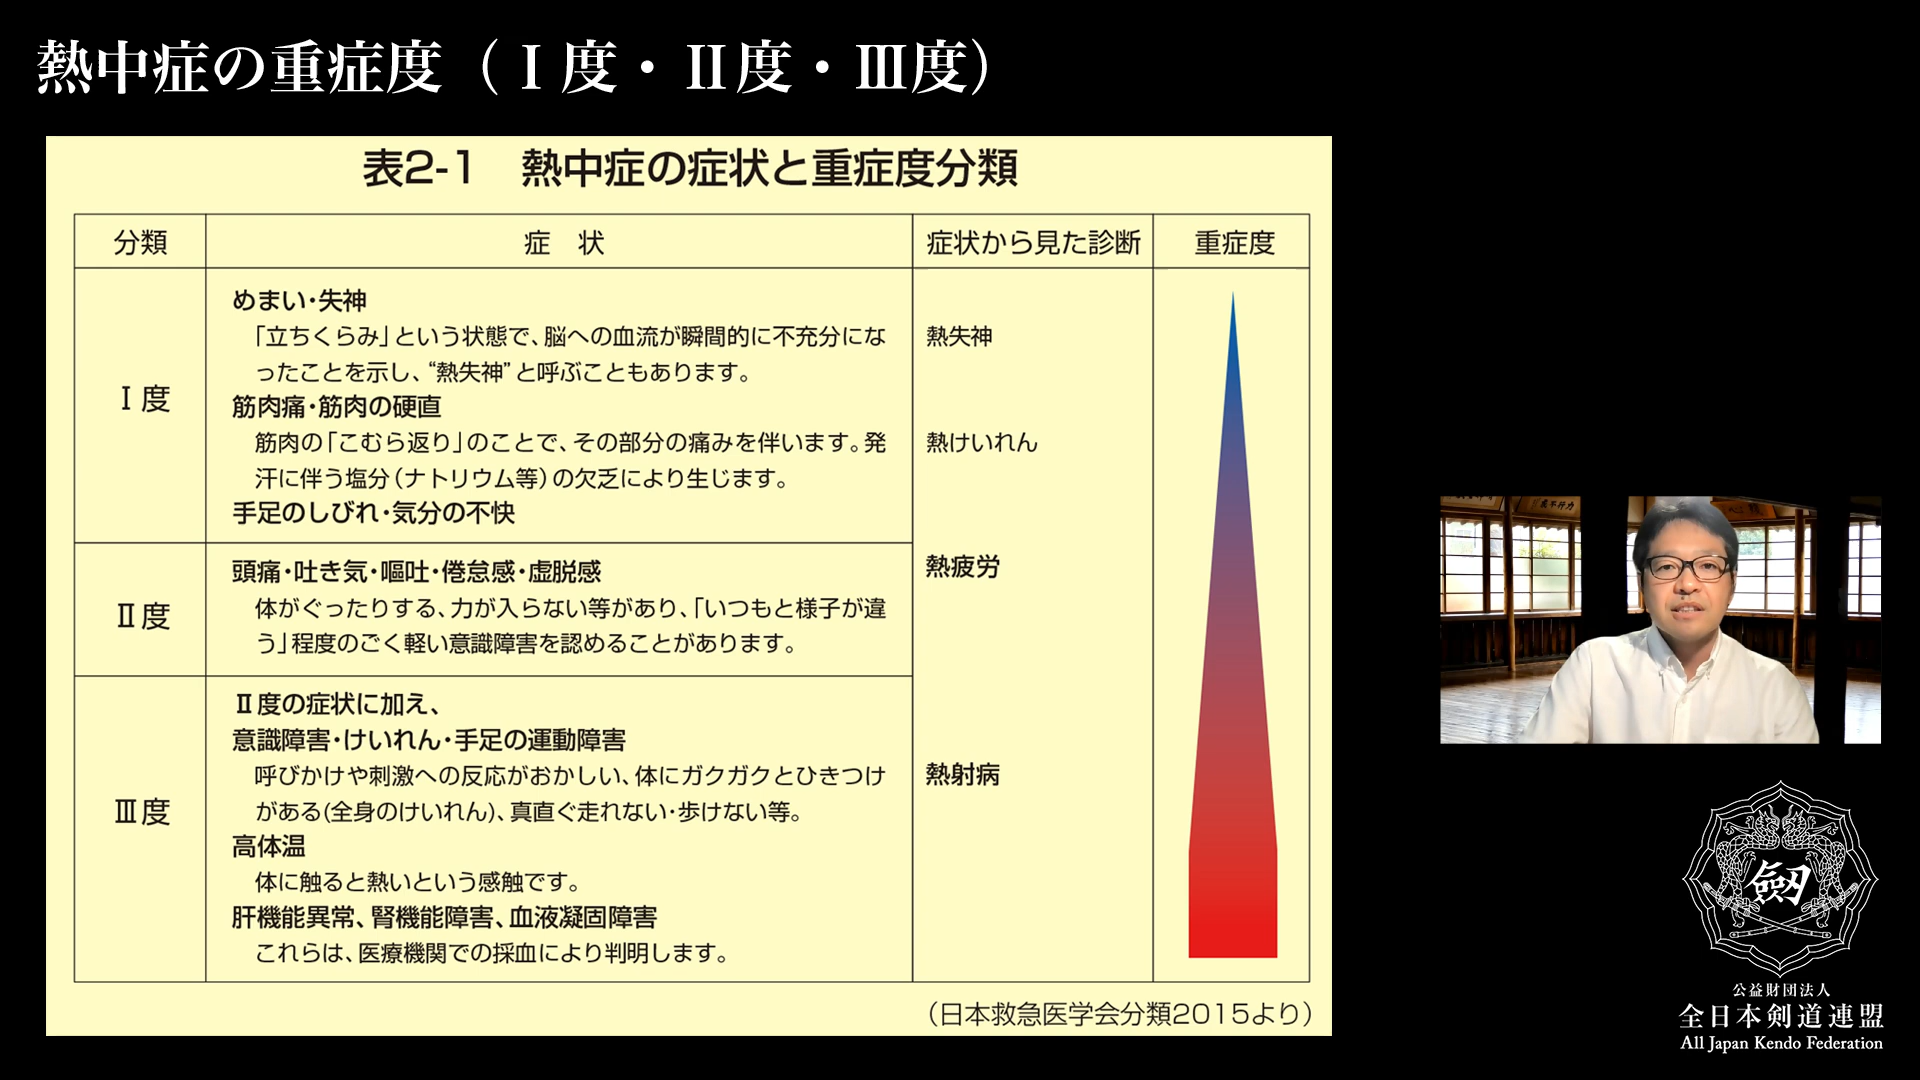 熱中症の重症度（Ⅰ度・Ⅱ度・Ⅲ度）
表2-1　熱中症の症状と重症度分類
分類
症　状
症状から見た診断
重症度
Ⅰ度
めまい・失神
「立ちくらみ」という状態で、脳への血流が瞬間的に不充分にな
ったことを示し、“熱失神”と呼ぶこともあります。
熱失神
筋肉痛・筋肉の硬直
筋肉の「こむら返り」のことで、その部分の痛みを伴います。発
汗に伴う塩分（ナトリウム等）の欠乏により生じます。
熱けいれん
手足のしびれ・気分の不快
Ⅱ度
頭痛・吐き気・嘔吐・倦怠感・虚脱感
体がぐったりする、力が入らない等があり、「いつもと様子が違
う」程度のごく軽い意識障害を認めることがあります。
熱疲労
Ⅲ度
Ⅱ度の症状に加え、
意識障害・けいれん・手足の運動障害
呼びかけや刺激への反応がおかしい、体にガクガクとひきつけ
がある(全身のけいれん)、真直ぐ走れない・歩けない等。
熱射病
高体温
体に触ると熱いという感触です。
肝機能異常、腎機能障害、血液凝固障害
これらは、医療機関での採血により判明します。
（日本救急医学会分類2015より）
劔
公益財団法人
全日本剣道連盟
All Japan Kendo Federation